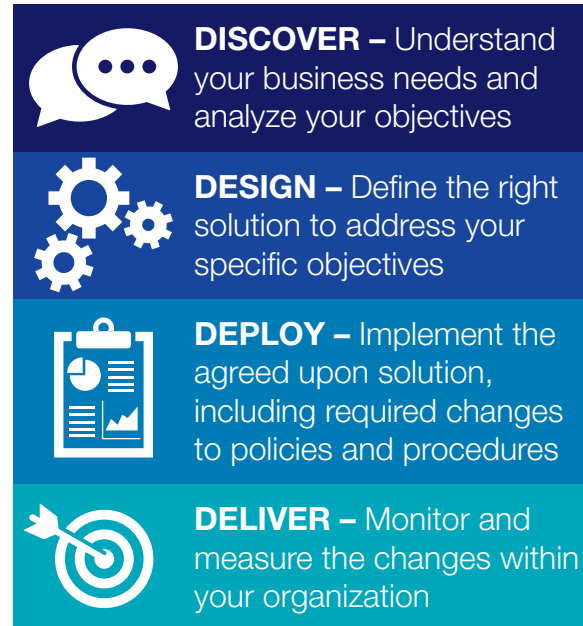 DISCOVER – Understand
your business needs and
analyze your objectives
DESIGN – Define the right
solution to address your
specific objectives
DEPLOY – Implement the
agreed upon solution,
including required changes
to policies and procedures
DELIVER – Monitor and
measure the changes within
your organization